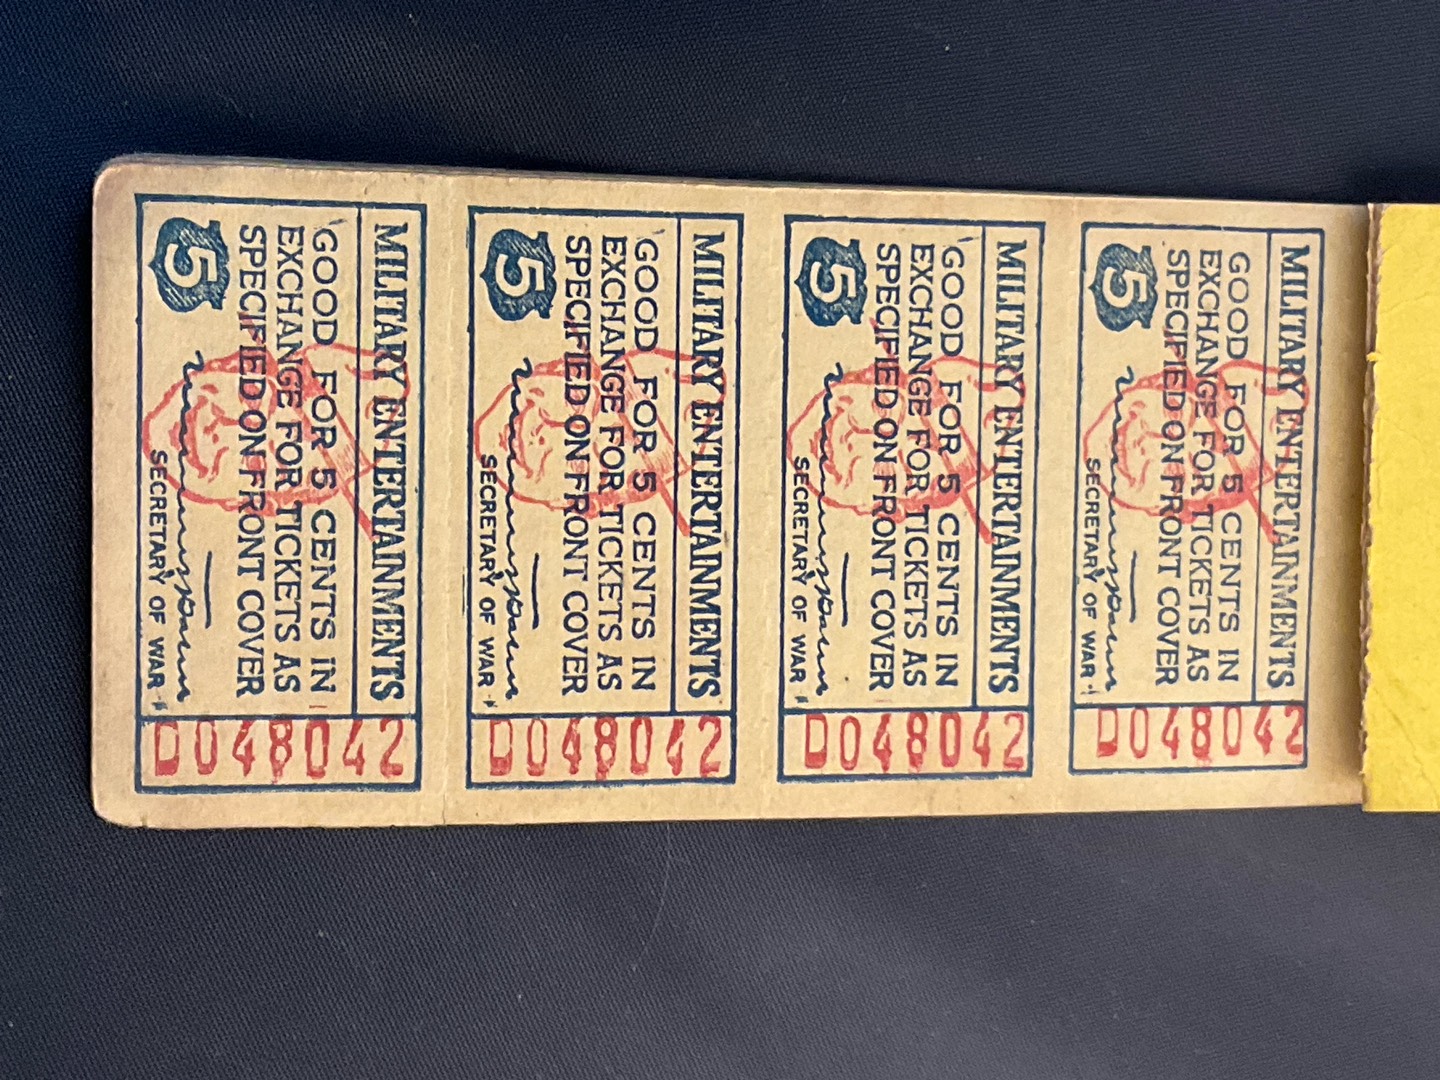 MILITARY ENTERTAINMENTS
GOOD FOR 5 CENTS IN
EXCHANGE FOR TICKETS AS
SPECIFIED ON FRONT COVER
5
SECRETARY OF WAR
D048042
MILITARY ENTERTAINMENTS
GOOD FOR 5 CENTS IN
EXCHANGE FOR TICKETS AS
SPECIFIED ON FRONT COVER
5
SECRETARY OF WAR
D048042
MILITARY ENTERTAINMENTS
GOOD FOR 5 CENTS IN
EXCHANGE FOR TICKETS AS
SPECIFIED ON FRONT COVER
5
SECRETARY OF WAR
D048042
MILITARY ENTERTAINMENTS
GOOD FOR 5 CENTS IN
EXCHANGE FOR TICKETS AS
SPECIFIED ON FRONT COVER
5
SECRETARY OF WAR
D048042